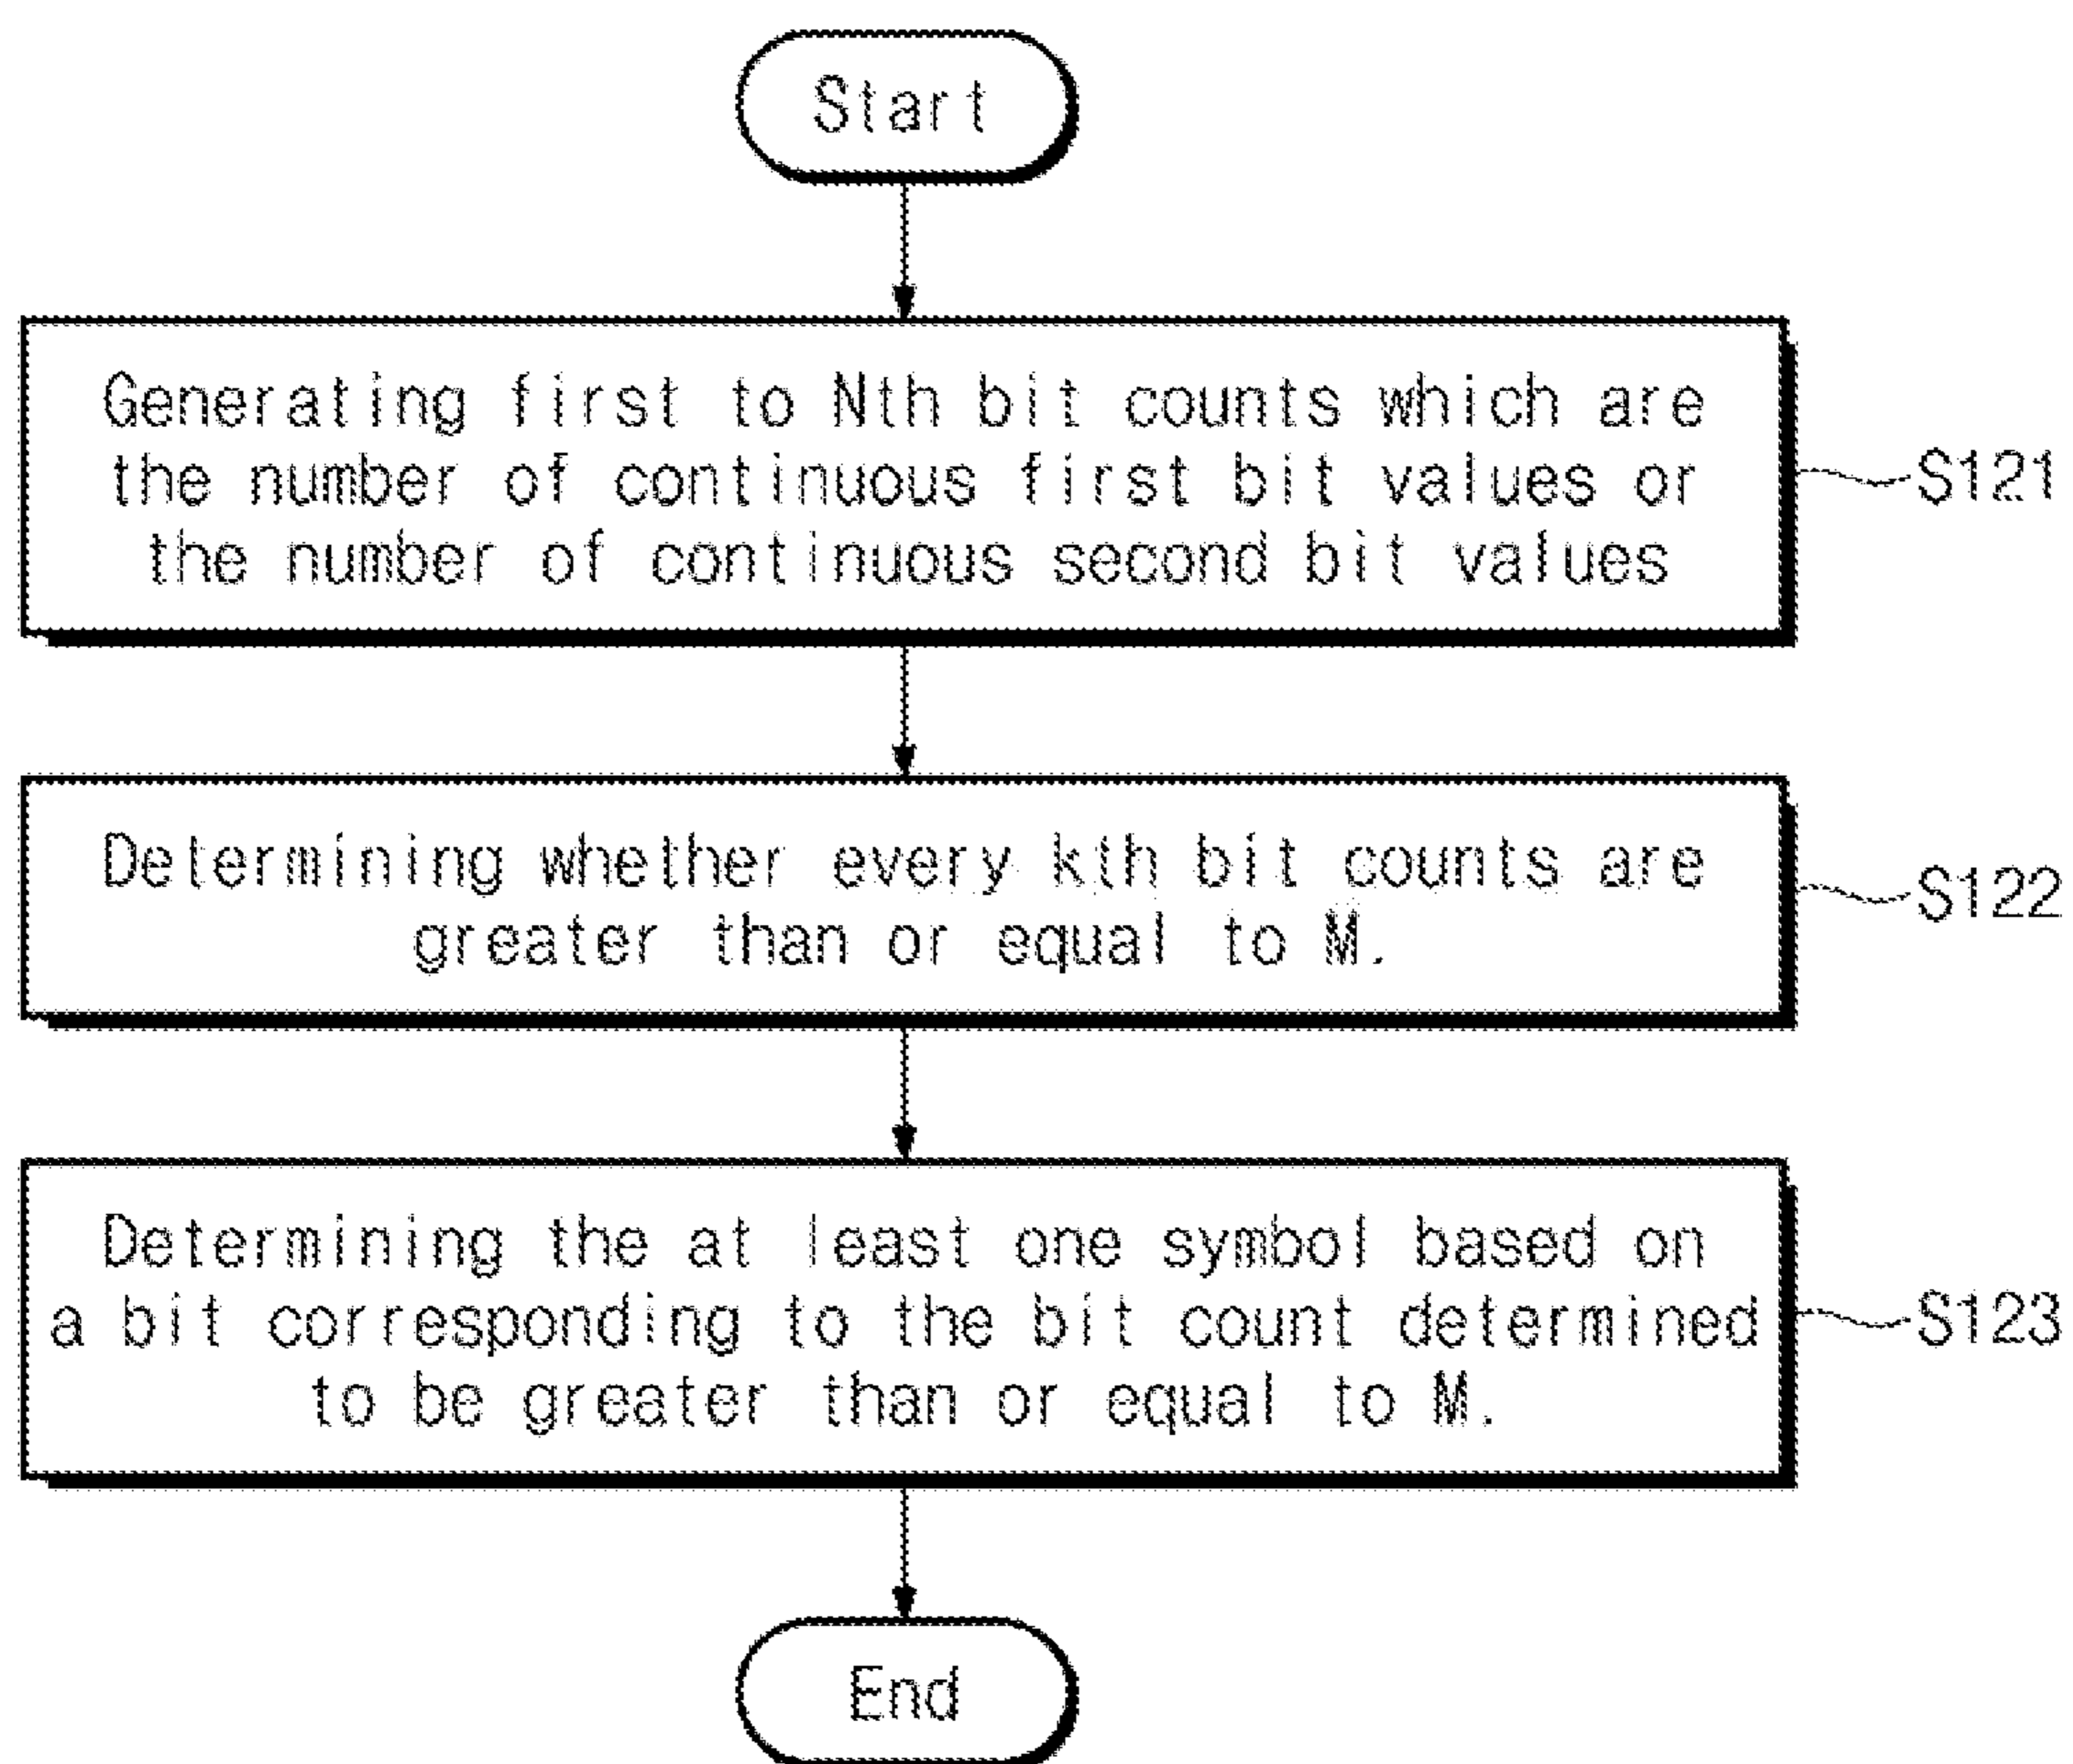 Start
Generating first to Nth bit counts which are
the number of continuous first bit values or
the number of continuous second bit values
S121
Determining whether every kth bit counts are
greater than or equal to M.
S122
Determining the at least one symbol based on
a bit corresponding to the bit count determined
to be greater than or equal to M.
S123
End